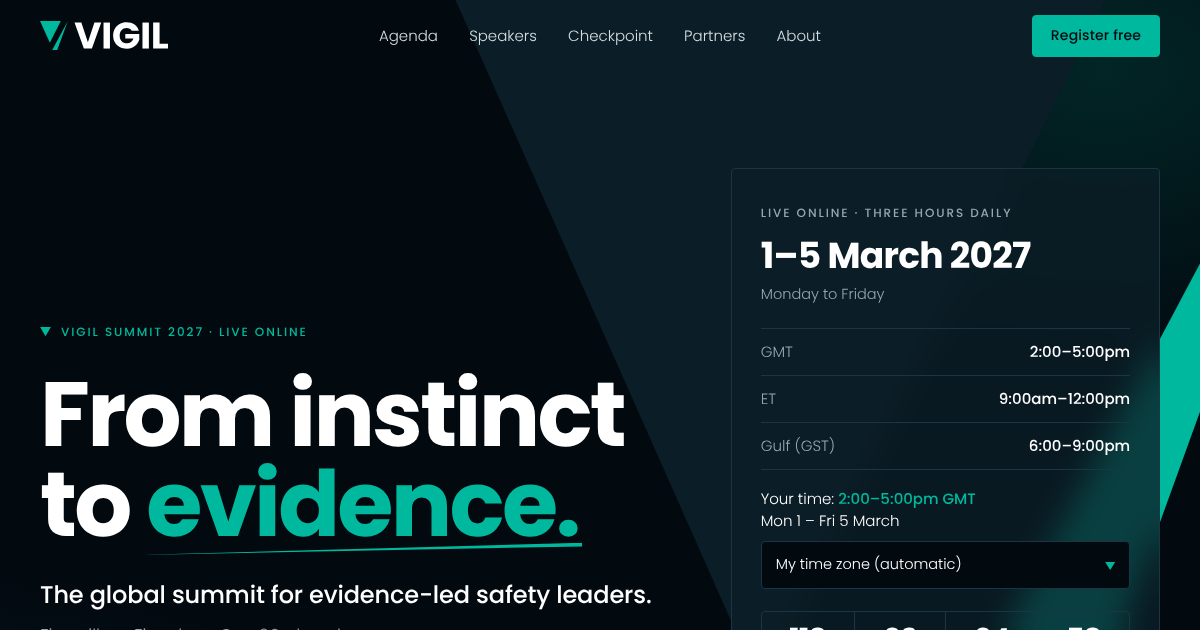 VIGIL
Agenda Speakers Checkpoint Partners About
Register free
LIVE ONLINE · THREE HOURS DAILY
1–5 March 2027
Monday to Friday
GMT 2:00–5:00pm
ET 9:00am–12:00pm
Gulf (GST) 6:00–9:00pm
Your time: 2:00–5:00pm GMT
Mon 1 – Fri 5 March
My time zone (automatic)
VIGIL SUMMIT 2027 · LIVE ONLINE
From instinct
to evidence.
The global summit for evidence-led safety leaders.